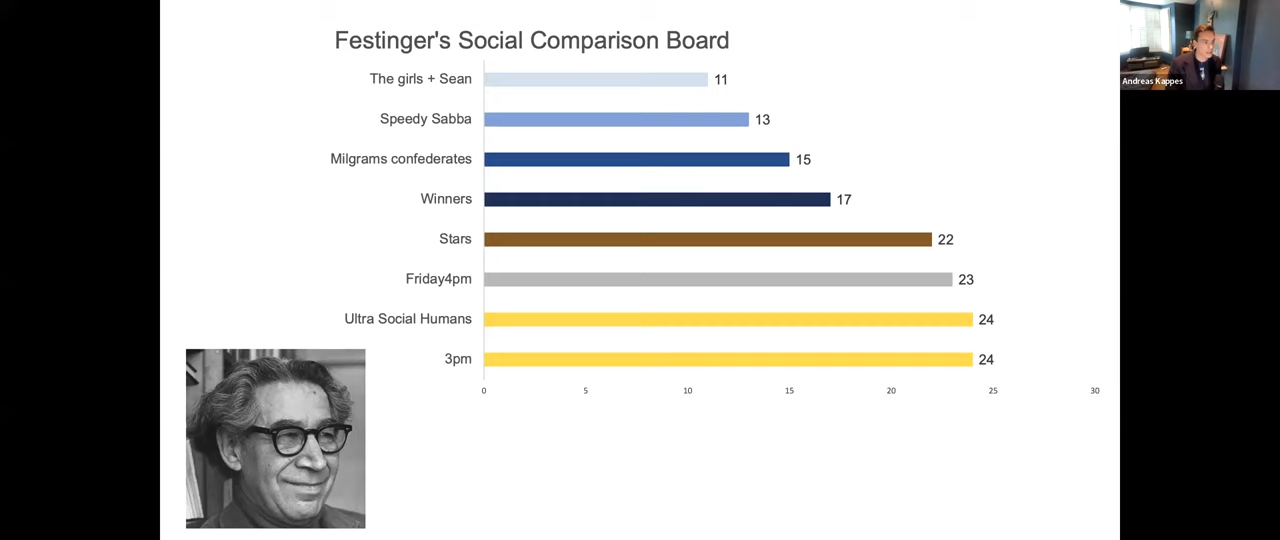 Festinger's Social Comparison Board
The girls + Sean 11
Speedy Sabba 13
Milgrams confederates 15
Winners 17
Stars 22
Friday4pm 23
Ultra Social Humans 24
3pm 24
0 5 10 15 20 25 30
Andreas Kappes